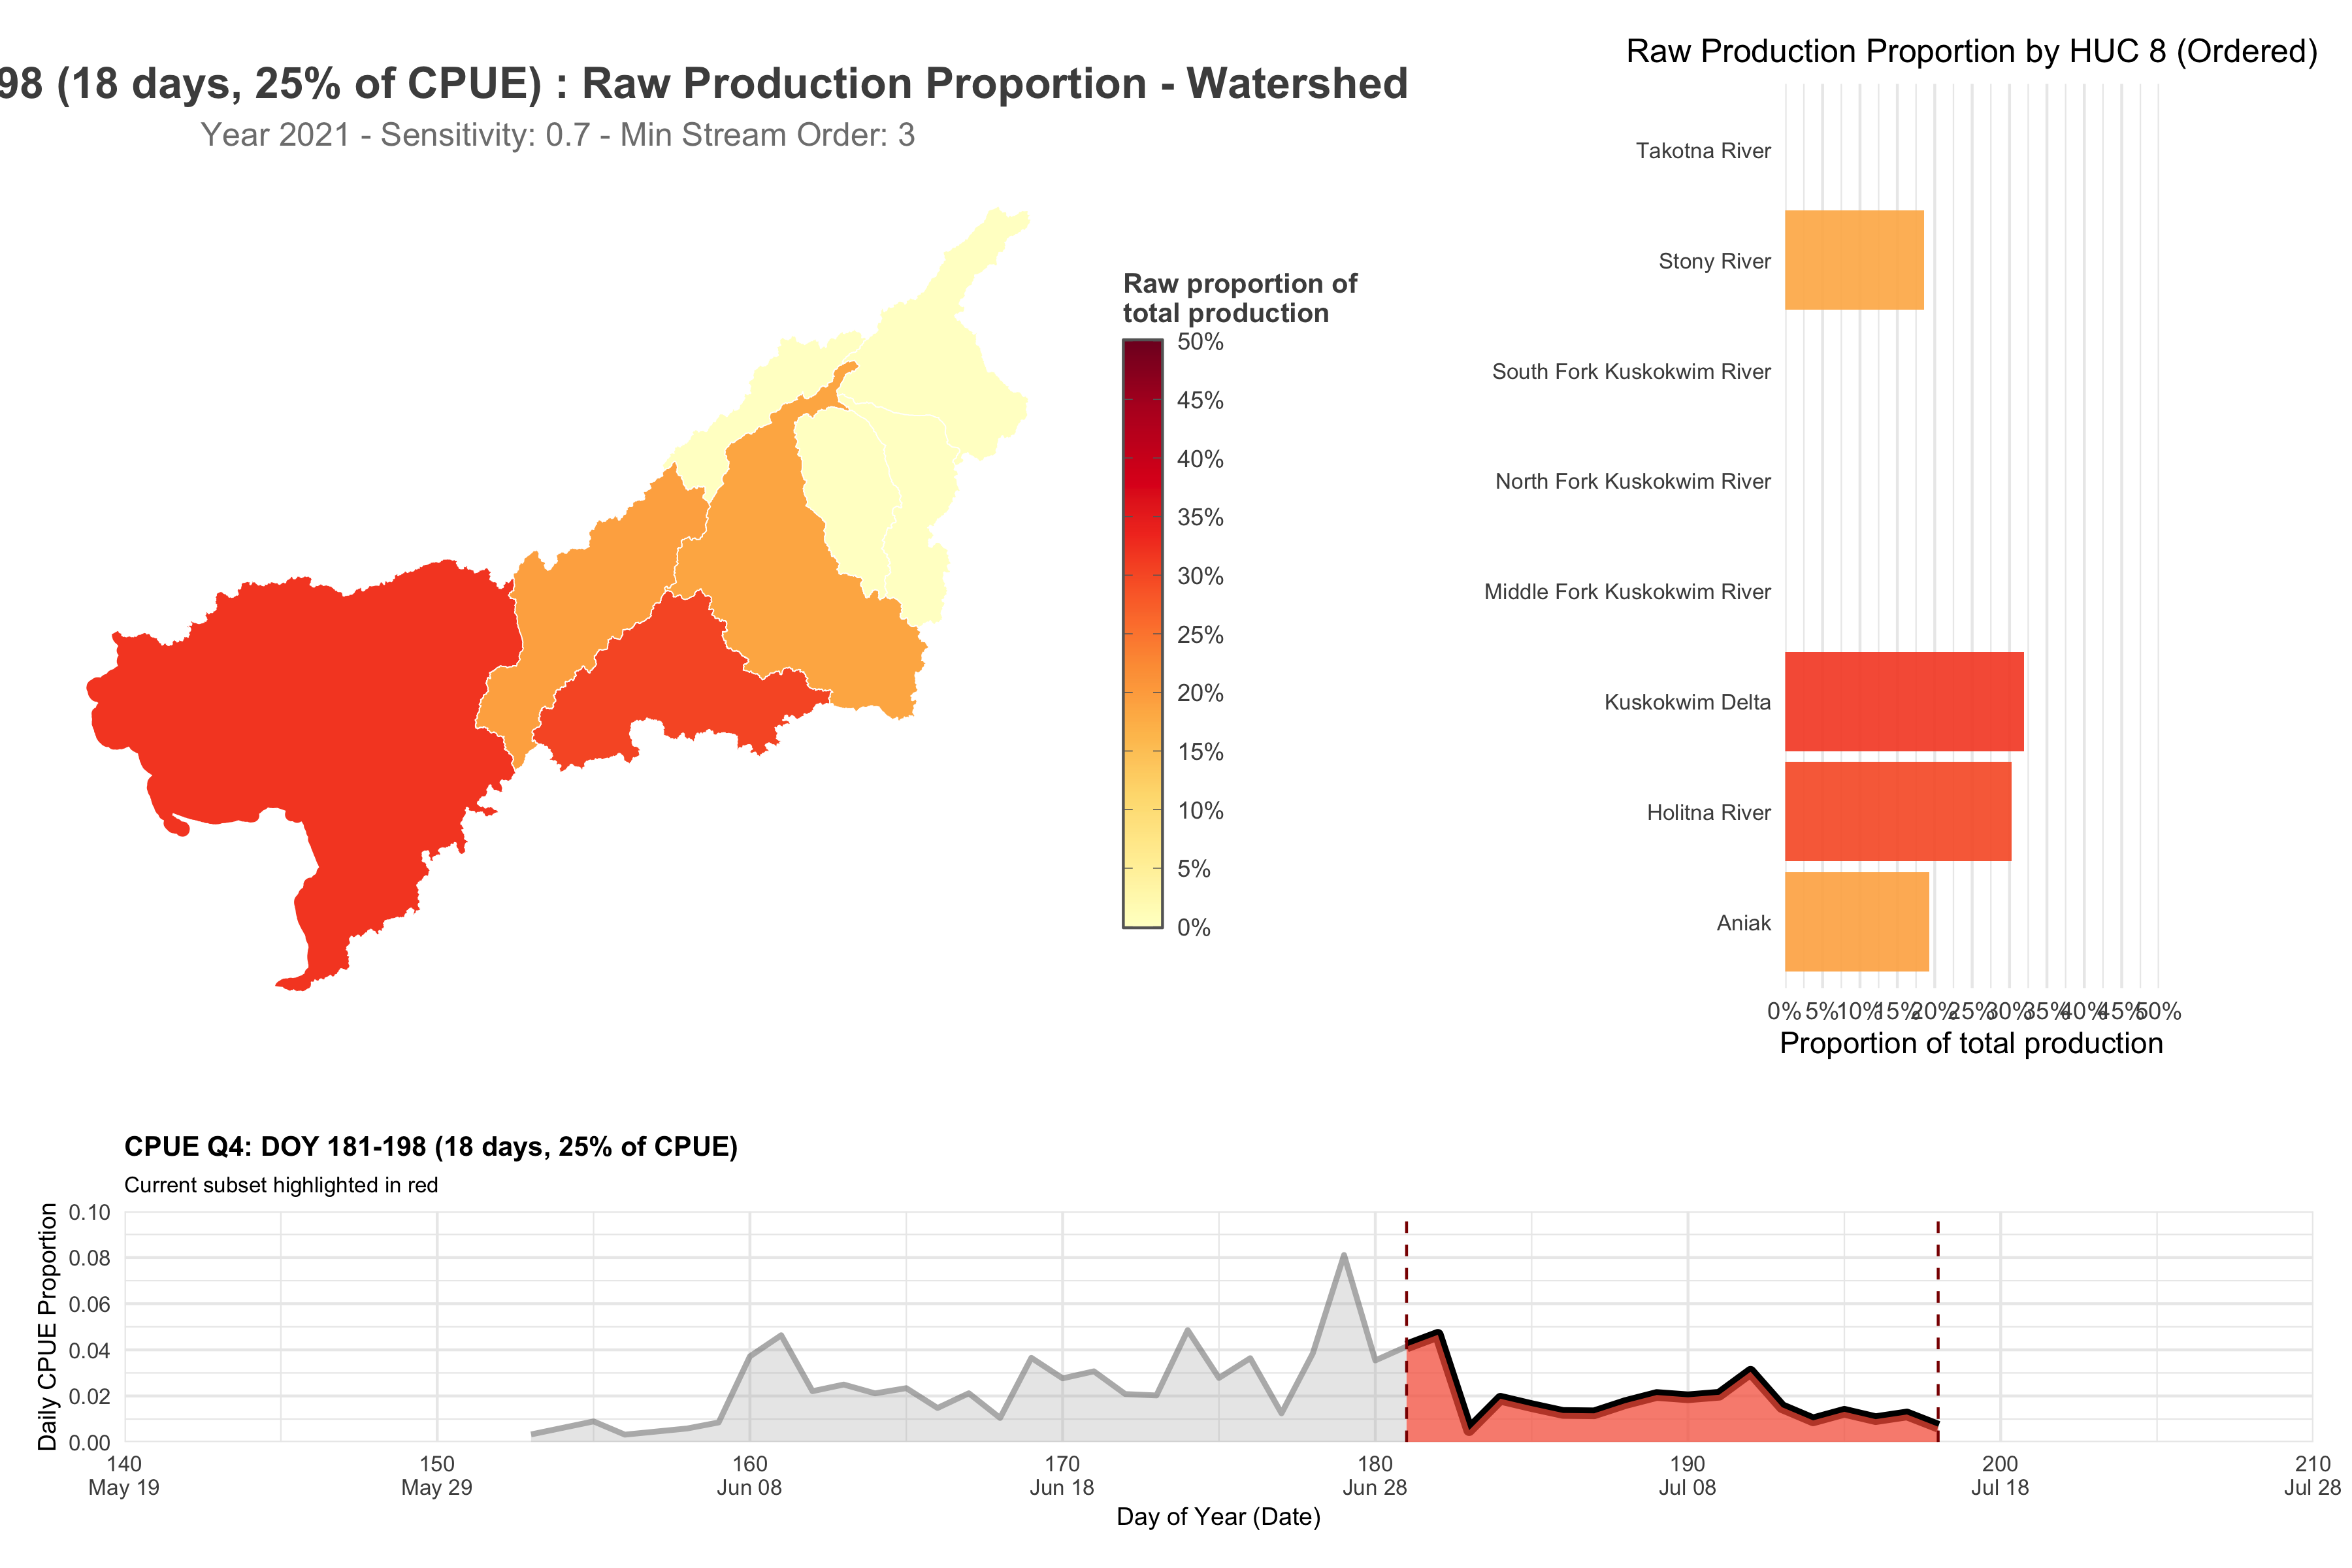 98 (18 days, 25% of CPUE) : Raw Production Proportion - Watershed
Year 2021 - Sensitivity: 0.7 - Min Stream Order: 3
Raw proportion of
total production
50%
45%
40%
35%
30%
25%
20%
15%
10%
5%
0%
Raw Production Proportion by HUC 8 (Ordered)
Takotna River
Stony River
South Fork Kuskokwim River
North Fork Kuskokwim River
Middle Fork Kuskokwim River
Kuskokwim Delta
Holitna River
Aniak
0% 5% 10% 15% 20% 25% 30% 35% 40% 45% 50%
Proportion of total production
CPUE Q4: DOY 181-198 (18 days, 25% of CPUE)
Current subset highlighted in red
Daily CPUE Proportion
0.10
0.08
0.06
0.04
0.02
0.00
140 150 160 170 180 190 200 210
May 19 May 29 Jun 08 Jun 18 Jun 28 Jul 08 Jul 18 Jul 28
Day of Year (Date)